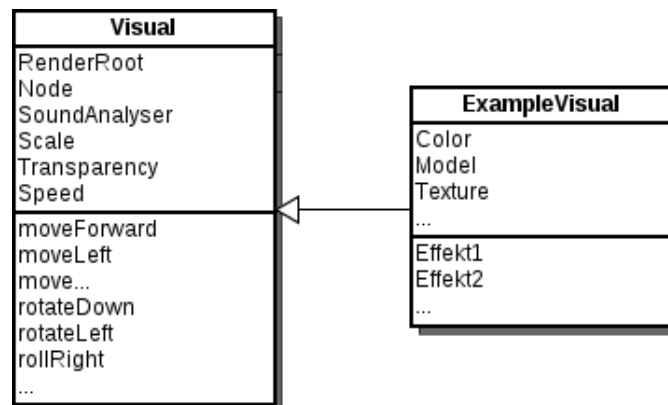 Visual
RenderRoot
Node
SoundAnalyser
Scale
Transparency
Speed
moveForward
moveLeft
move...
rotateDown
rotateLeft
rollRight
...
ExampleVisual
Color
Model
Texture
...
Effekt1
Effekt2
...